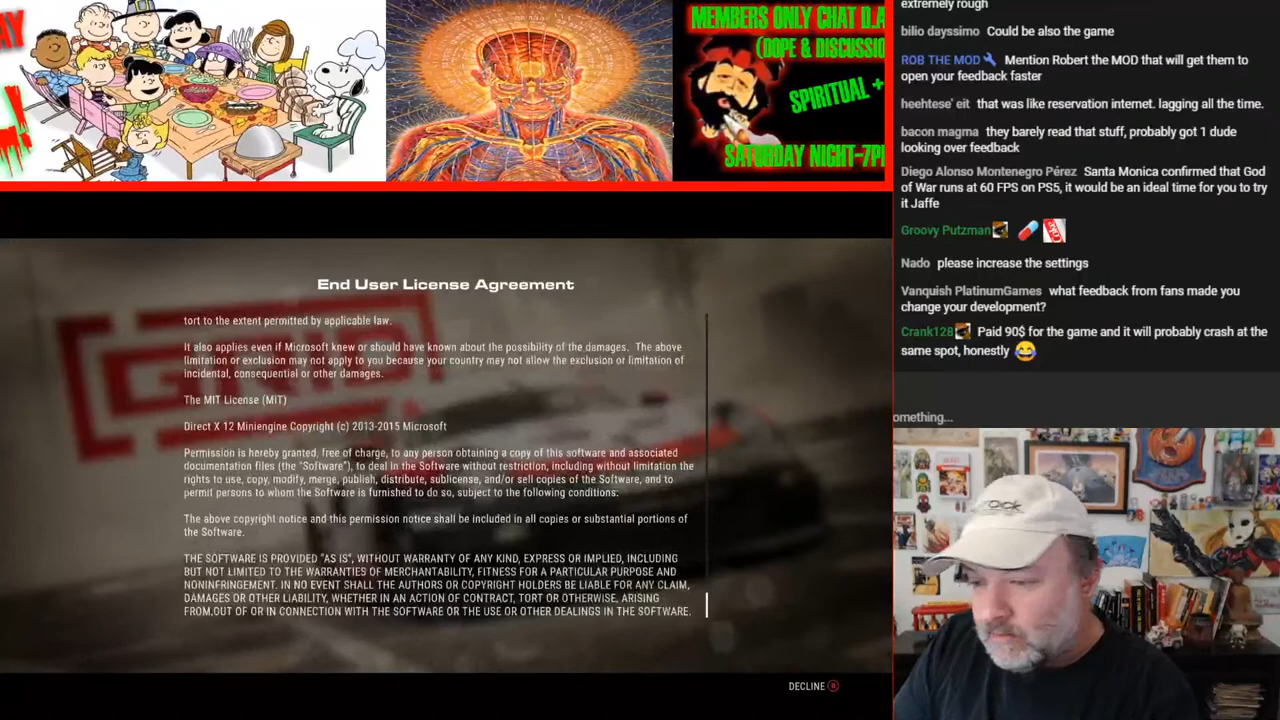 AY
MEMBERS ONLY CHAT D.A
(DOPE & DISCUSSIO
SPIRITUAL +
SATURDAY NIGHT-7P
End User License Agreement
tort to the extent permitted by applicable law.
It also applies even if Microsoft knew or should have known about the possibility of the damages. The above
limitation or exclusion may not apply to you because your country may not allow the exclusion or limitation of
incidental, consequential or other damages.
The MIT License (MIT)
Direct X 12 Miniengine Copyright (c) 2013-2015 Microsoft
Permission is hereby granted, free of charge, to any person obtaining a copy of this software and associated
documentation files (the "Software"), to deal in the Software without restriction, including without limitation the
rights to use, copy, modify, merge, publish, distribute, sublicense, and/or sell copies of the Software, and to
permit persons to whom the Software is furnished to do so, subject to the following conditions:
The above copyright notice and this permission notice shall be included in all copies or substantial portions of
the Software.
THE SOFTWARE IS PROVIDED "AS IS", WITHOUT WARRANTY OF ANY KIND, EXPRESS OR IMPLIED, INCLUDING
BUT NOT LIMITED TO THE WARRANTIES OF MERCHANTABILITY, FITNESS FOR A PARTICULAR PURPOSE AND
NONINFRINGEMENT. IN NO EVENT SHALL THE AUTHORS OR COPYRIGHT HOLDERS BE LIABLE FOR ANY CLAIM,
DAMAGES OR OTHER LIABILITY, WHETHER IN AN ACTION OF CONTRACT, TORT OR OTHERWISE, ARISING
FROM,OUT OF OR IN CONNECTION WITH THE SOFTWARE OR THE USE OR OTHER DEALINGS IN THE SOFTWARE.
DECLINE B
extremely rough
bilio dayssimo Could be also the game
ROB THE MOD Mention Robert the MOD that will get them to
open your feedback faster
heehtese' eit that was like reservation internet. lagging all the time.
bacon magma they barely read that stuff, probably got 1 dude
looking over feedback
Diego Alonso Montenegro Pérez Santa Monica confirmed that God
of War runs at 60 FPS on PS5, it would be an ideal time for you to try
it Jaffe
Groovy Putzman
Nado please increase the settings
Vanquish PlatinumGames what feedback from fans made you
change your development?
Crank128 Paid 90$ for the game and it will probably crash at the
same spot, honestly
omething...